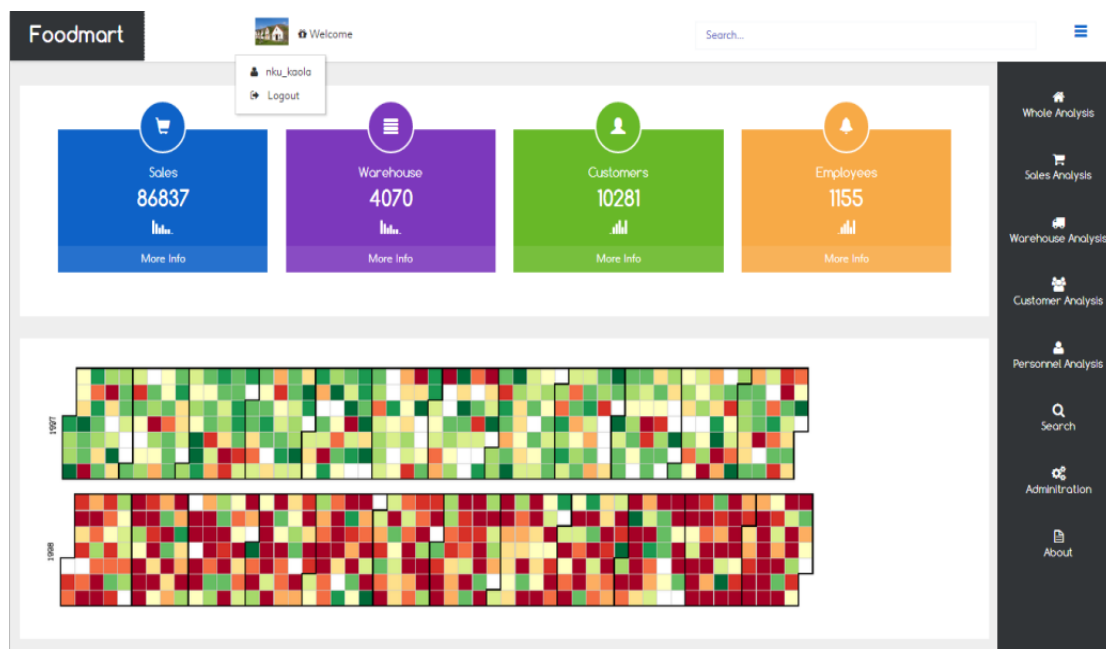 Foodmart
Welcome
Search...
nku_kaola
Logout
Sales
86837
More Info
Warehouse
4070
More Info
Customers
10281
More Info
Employees
1155
More Info
Whole Analysis
Sales Analysis
Warehouse Analysis
Customer Analysis
Personnel Analysis
Search
Adminitration
About
1997
1998